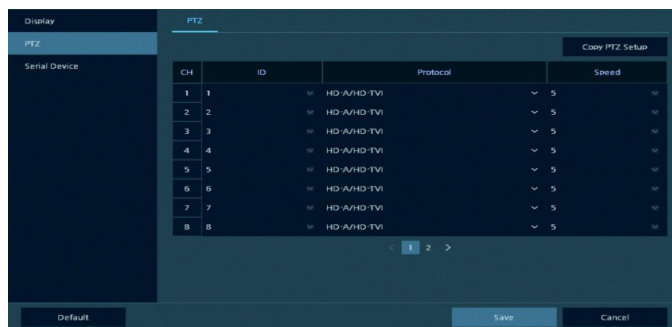 Display
PTZ
Serial Device
PTZ
Copy PTZ Setup
CH ID Protocol Speed
1 1 HD-A/HD-TVI 5
2 2 HD-A/HD-TVI 5
3 3 HD-A/HD-TVI 5
4 4 HD-A/HD-TVI 5
5 5 HD-A/HD-TVI 5
6 6 HD-A/HD-TVI 5
7 7 HD-A/HD-TVI 5
8 8 HD-A/HD-TVI 5
< 1 2 >
Default Save Cancel